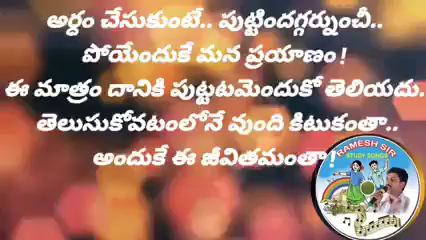 అర్ధం చేసుకుంటే.. పుట్టిందగ్గర్నుంచీ..
పోయేందుకే మన ప్రయాణం!
ఈ మాత్రం దానికి పుట్టటమెందుకో తెలియదు.
తెలుసుకోవటంలోనే వుంది కిటుకంతా..
అందుకే ఈ జీవితమంతా!
RAMESH SIR
STUDY SONGS